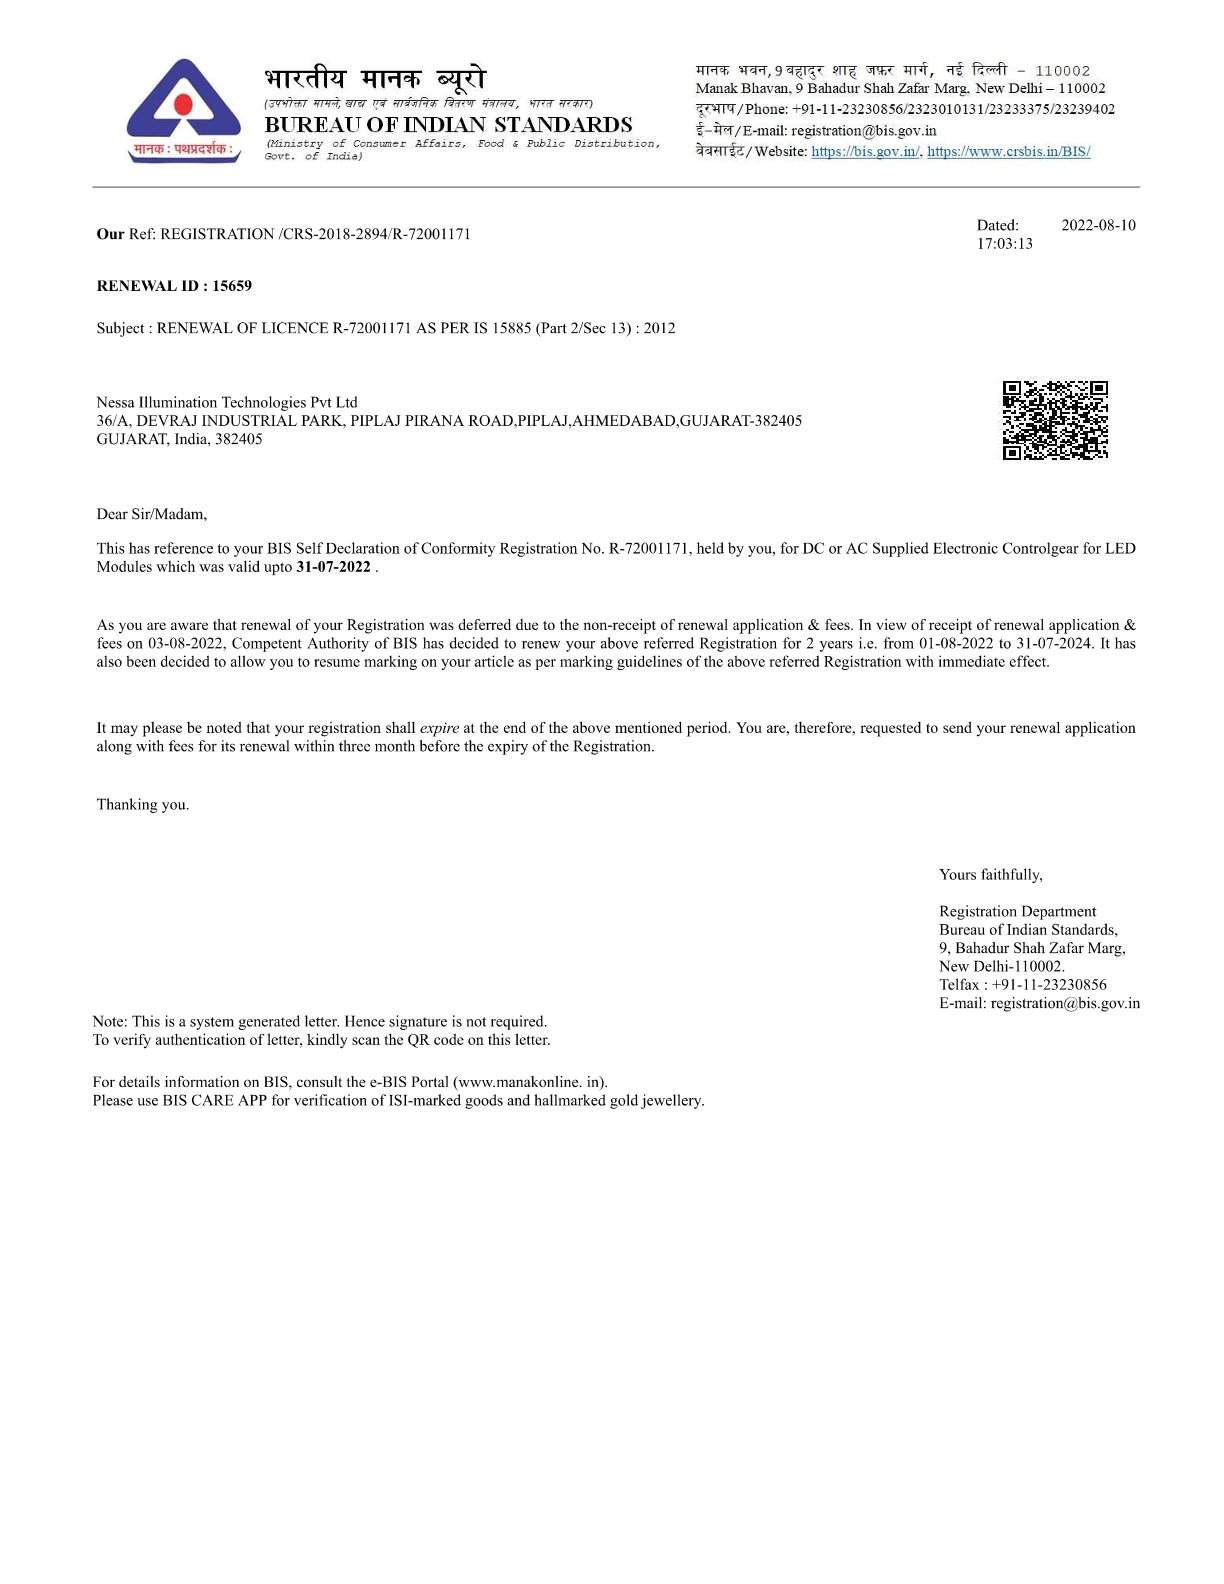 भारतीय मानक ब्यूरो
(उपभोक्ता मामले, खाद्य एवं सार्वजनिक वितरण मंत्रालय, भारत सरकार)
BUREAU OF INDIAN STANDARDS
(Ministry of Consumer Affairs, Food & Public Distribution,
Govt. of India)
मानक : पथप्रदर्शक :
मानक भवन, 9 बहादुर शाह जफ़र मार्ग, नई दिल्ली – 110002
Manak Bhavan, 9 Bahadur Shah Zafar Marg, New Delhi – 110002
दूरभाष/Phone: +91-11-23230856/2323010131/23233375/23239402
ई-मेल/E-mail: registration@bis.gov.in
वेबसाईट/Website: https://bis.gov.in/, https://www.crsbis.in/BIS/
Our Ref: REGISTRATION /CRS-2018-2894/R-72001171
Dated: 2022-08-10
17:03:13
RENEWAL ID : 15659
Subject : RENEWAL OF LICENCE R-72001171 AS PER IS 15885 (Part 2/Sec 13) : 2012
Nessa Illumination Technologies Pvt Ltd
36/A, DEVRAJ INDUSTRIAL PARK, PIPLAJ PIRANA ROAD,PIPLAJ,AHMEDABAD,GUJARAT-382405
GUJARAT, India, 382405
Dear Sir/Madam,
This has reference to your BIS Self Declaration of Conformity Registration No. R-72001171, held by you, for DC or AC Supplied Electronic Controlgear for LED
Modules which was valid upto 31-07-2022 .
As you are aware that renewal of your Registration was deferred due to the non-receipt of renewal application & fees. In view of receipt of renewal application &
fees on 03-08-2022, Competent Authority of BIS has decided to renew your above referred Registration for 2 years i.e. from 01-08-2022 to 31-07-2024. It has
also been decided to allow you to resume marking on your article as per marking guidelines of the above referred Registration with immediate effect.
It may please be noted that your registration shall expire at the end of the above mentioned period. You are, therefore, requested to send your renewal application
along with fees for its renewal within three month before the expiry of the Registration.
Thanking you.
Yours faithfully,
Registration Department
Bureau of Indian Standards,
9, Bahadur Shah Zafar Marg,
New Delhi-110002.
Telfax : +91-11-23230856
E-mail: registration@bis.gov.in
Note: This is a system generated letter. Hence signature is not required.
To verify authentication of letter, kindly scan the QR code on this letter.
For details information on BIS, consult the e-BIS Portal (www.manakonline. in).
Please use BIS CARE APP for verification of ISI-marked goods and hallmarked gold jewellery.